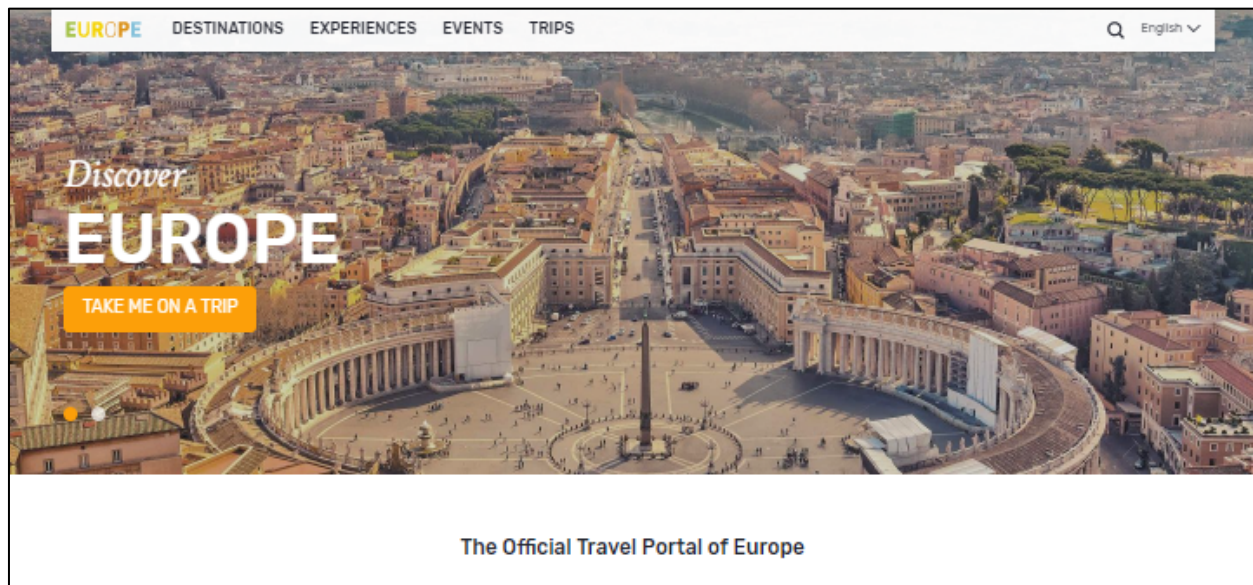 EUROPE DESTINATIONS EXPERIENCES EVENTS TRIPS English
Discover
EUROPE
TAKE ME ON A TRIP
The Official Travel Portal of Europe